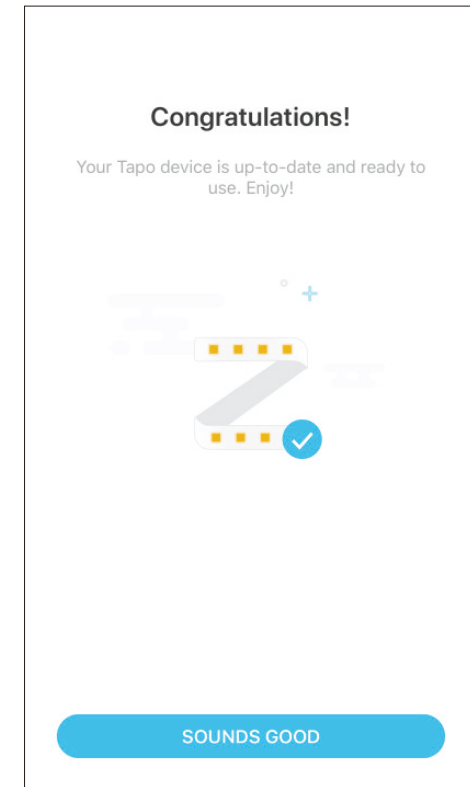 Congratulations!
Your Tapo device is up-to-date and ready to
use. Enjoy!
SOUNDS GOOD